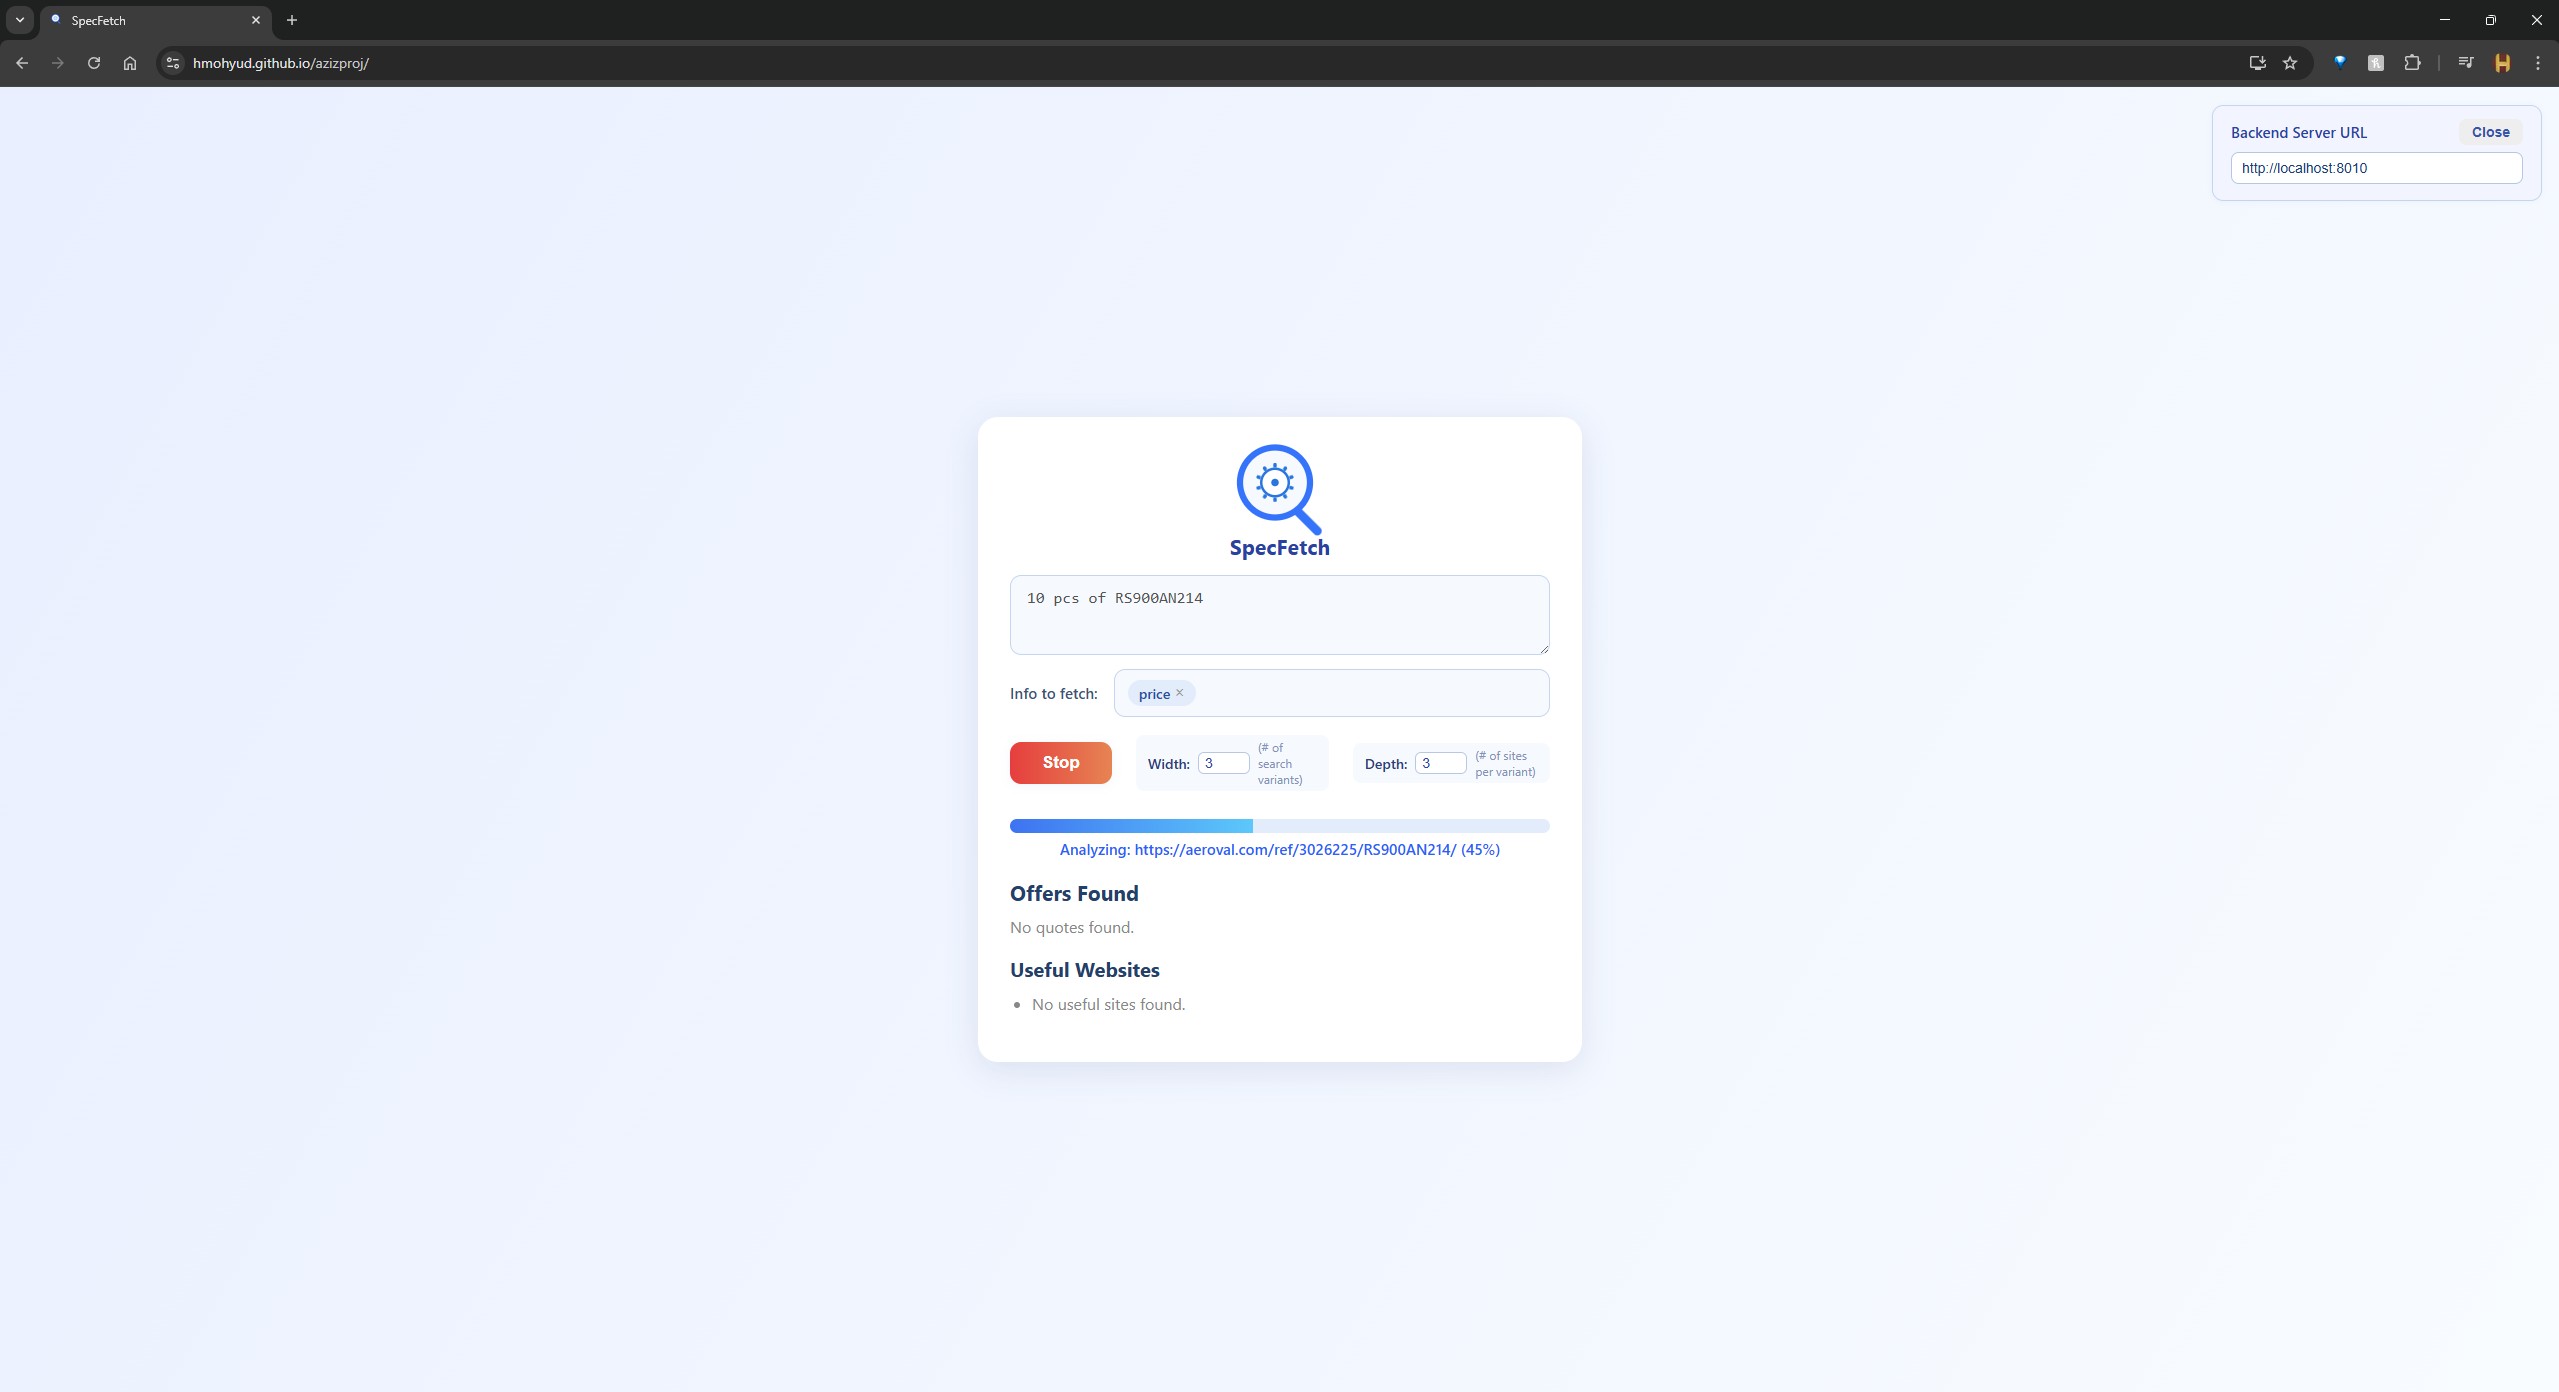 SpecFetch
hmohyud.github.io/azizproj/
Backend Server URL
Close
http://localhost:8010
SpecFetch
10 pcs of RS900AN214
Info to fetch:
price ×
Stop
Width:
3
(# of
search
variants)
Depth:
3
(# of sites
per variant)
Analyzing: https://aeroval.com/ref/3026225/RS900AN214/ (45%)
Offers Found
No quotes found.
Useful Websites
• No useful sites found.